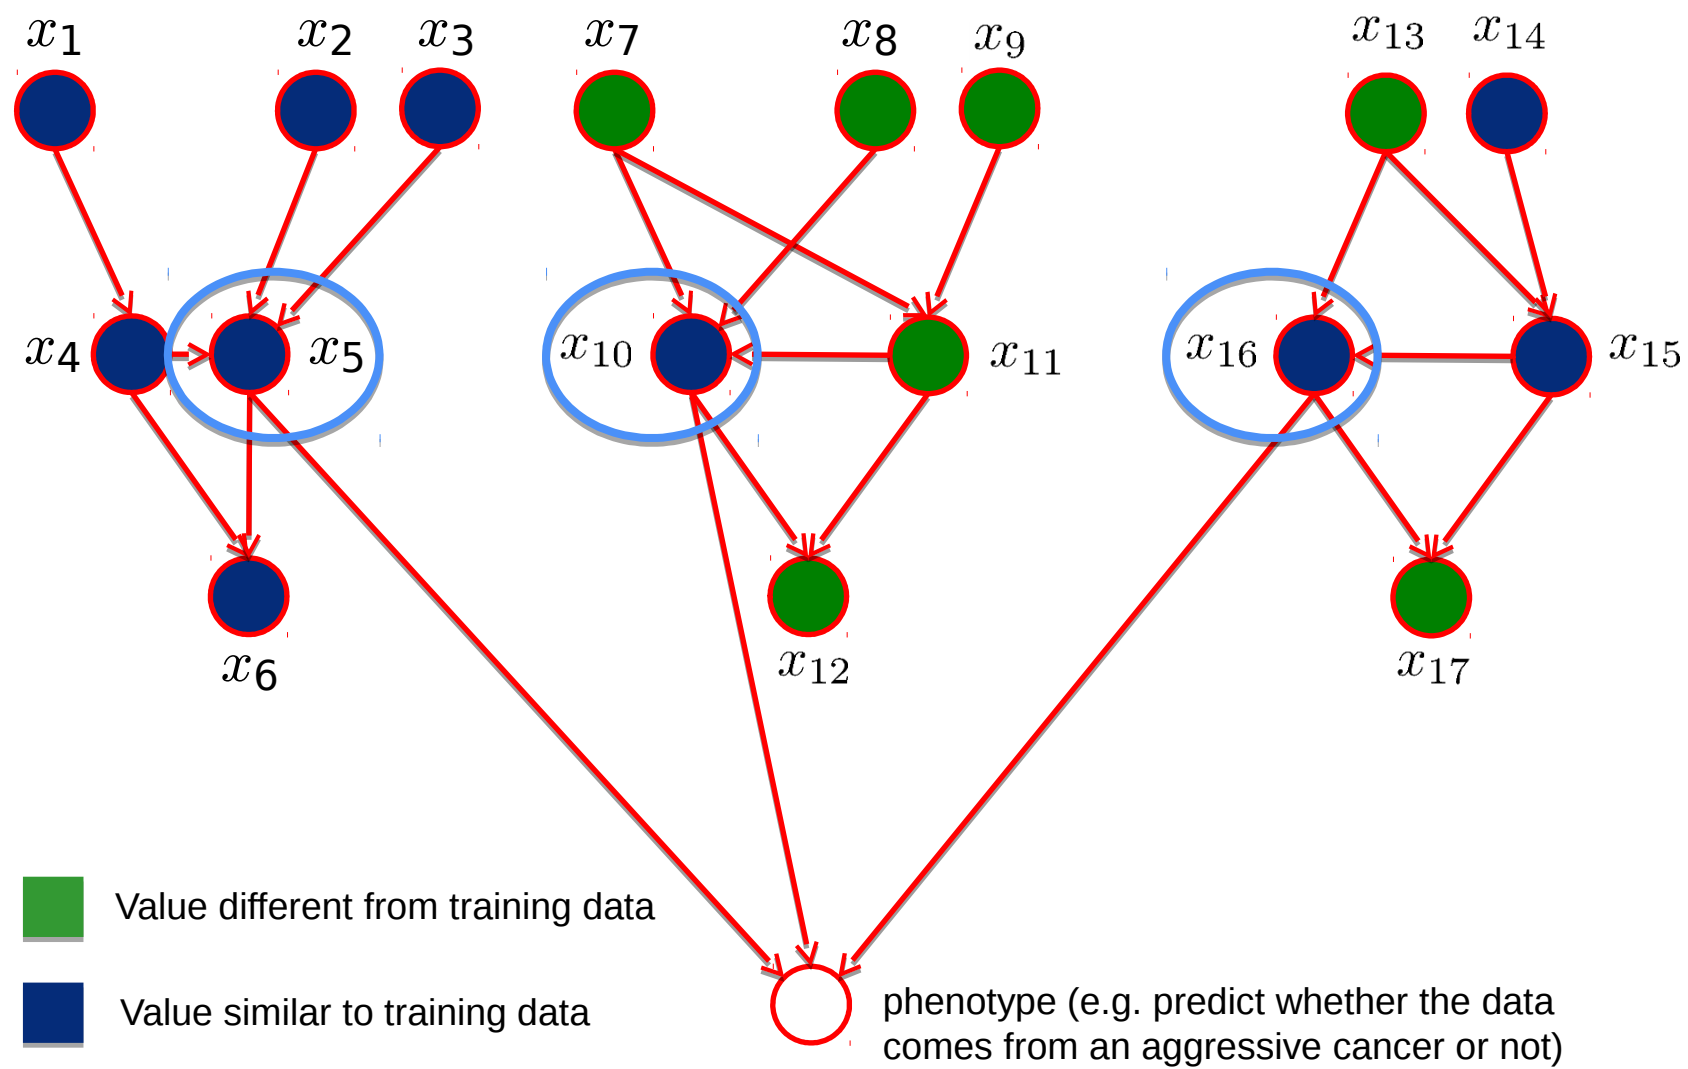 x1 x2 x3 x7 x8 x9 x13 x14
x4 x5 x10 x11 x16 x15
x6 x12 x17
Value different from training data
Value similar to training data
phenotype (e.g. predict whether the data
comes from an aggressive cancer or not)